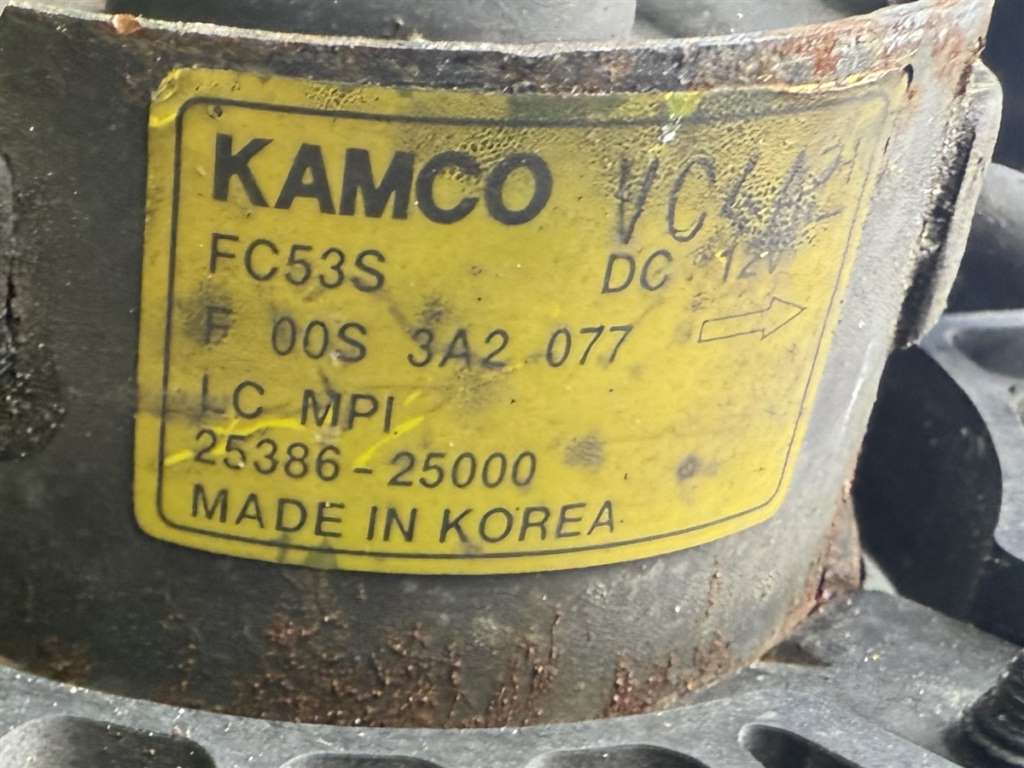 KAMCO
FC53S DC 12V
F 00S 3A2 077
LC MPI
25386-25000
MADE IN KOREA